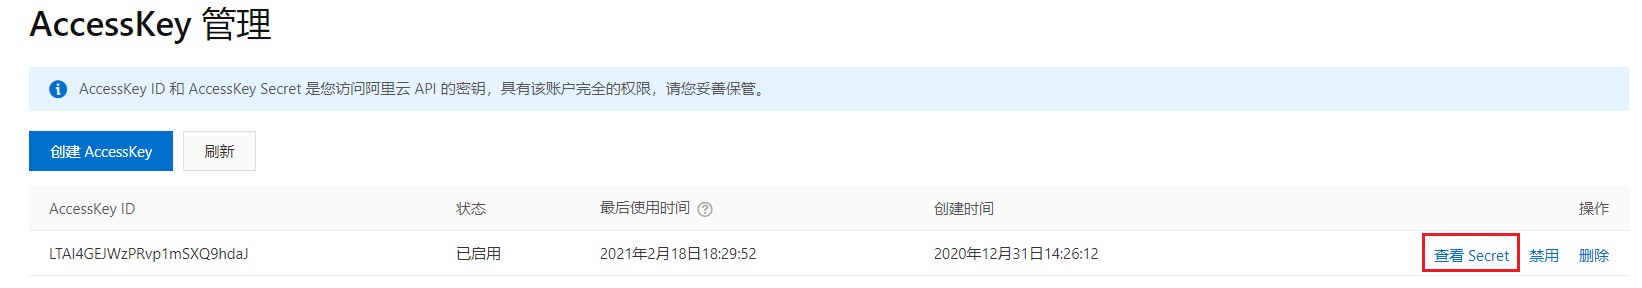 AccessKey 管理
AccessKey ID 和 AccessKey Secret 是您访问阿里云 API 的密钥，具有该账户完全的权限，请您妥善保管。
创建 AccessKey 刷新
AccessKey ID 状态 最后使用时间 创建时间 操作
LTAI4GEJWzPRvp1mSXQ9hdaJ 已启用 2021年2月18日18:29:52 2020年12月31日14:26:12 查看 Secret 禁用 删除